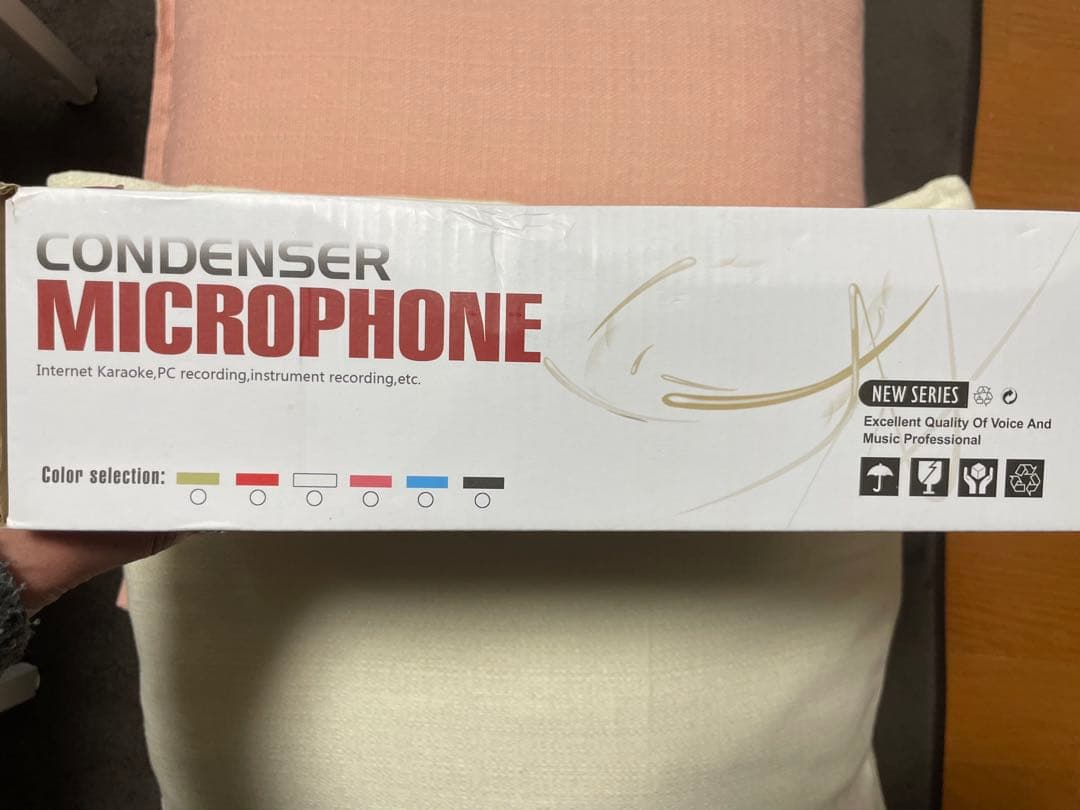 CONDENSER
MICROPHONE
Internet Karaoke,PC recording,instrument recording,etc.
Color selection:
NEW SERIES
Excellent Quality Of Voice And
Music Professional